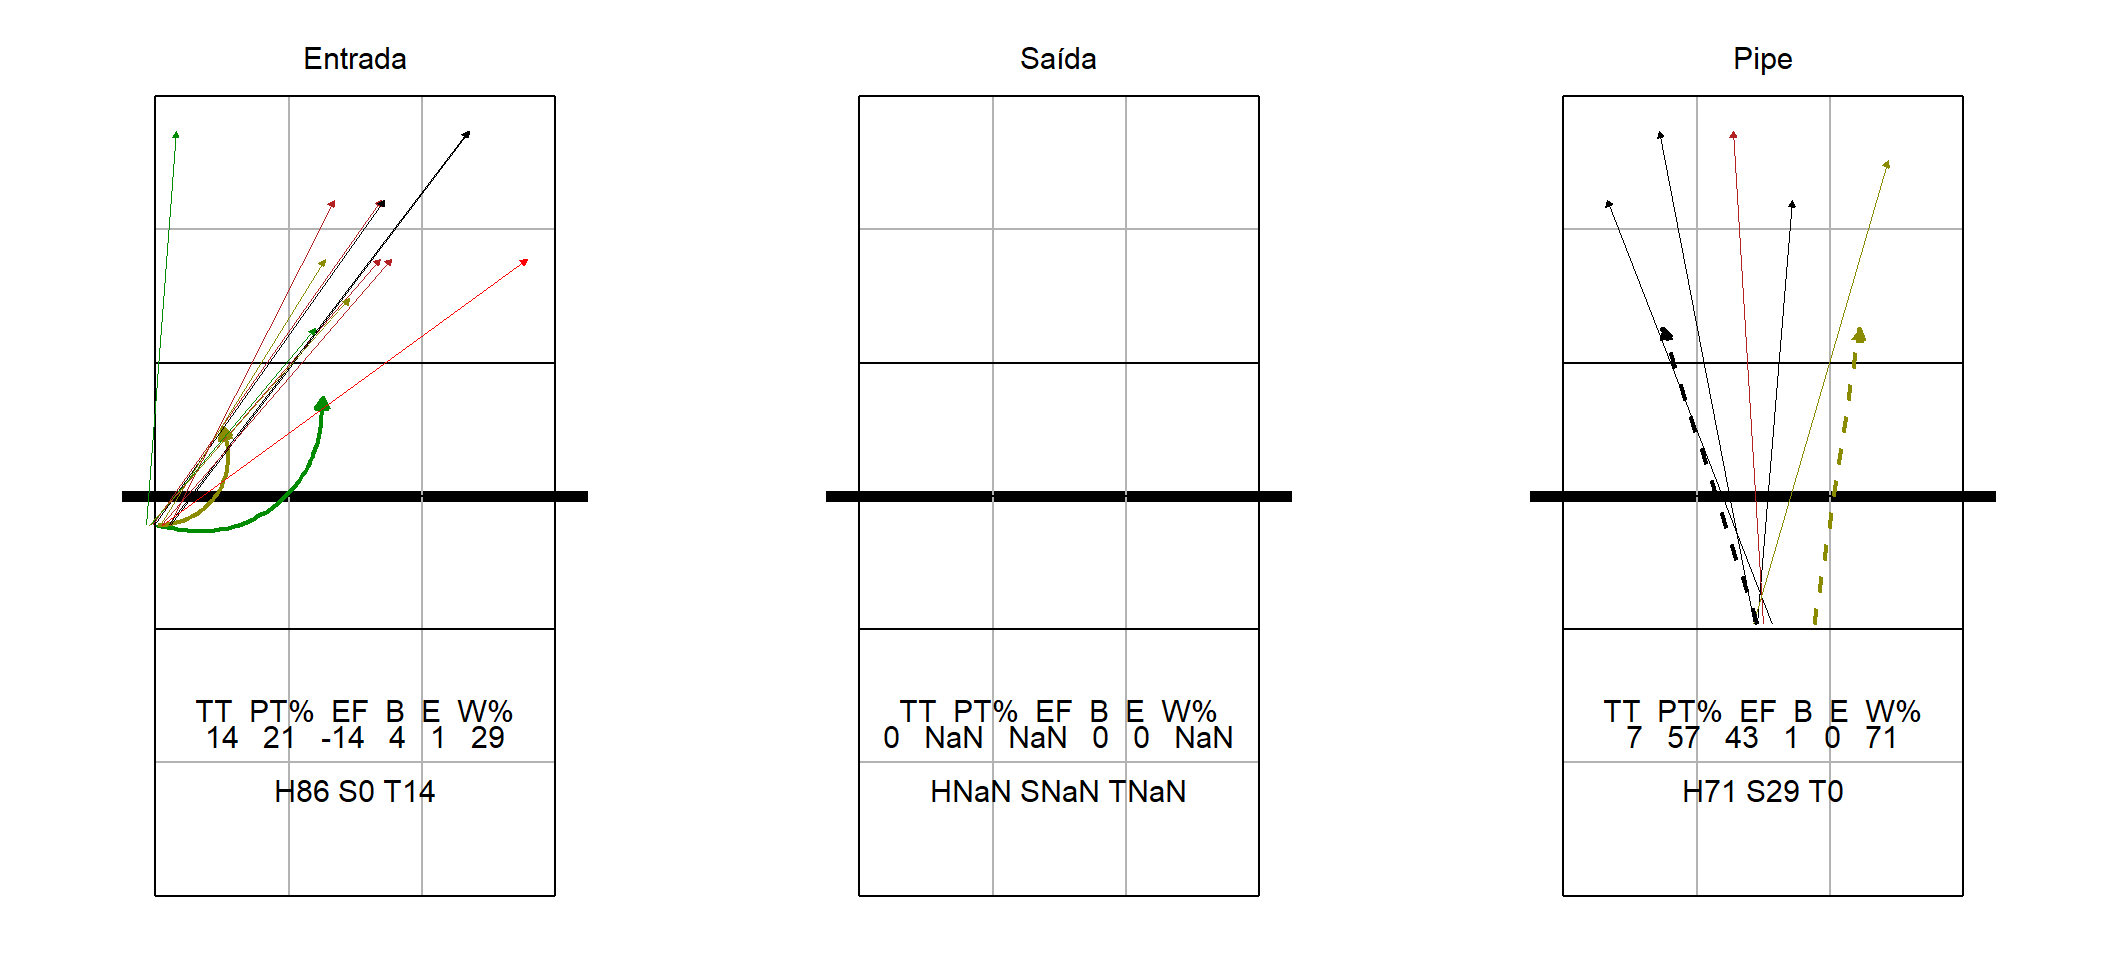 Entrada
TT PT% EF B E W%
14 21 -14 4 1 29
H86 S0 T14
Saída
TT PT% EF B E W%
0 NaN NaN 0 0 NaN
HNaN SNaN TNaN
Pipe
TT PT% EF B E W%
7 57 43 1 0 71
H71 S29 T0